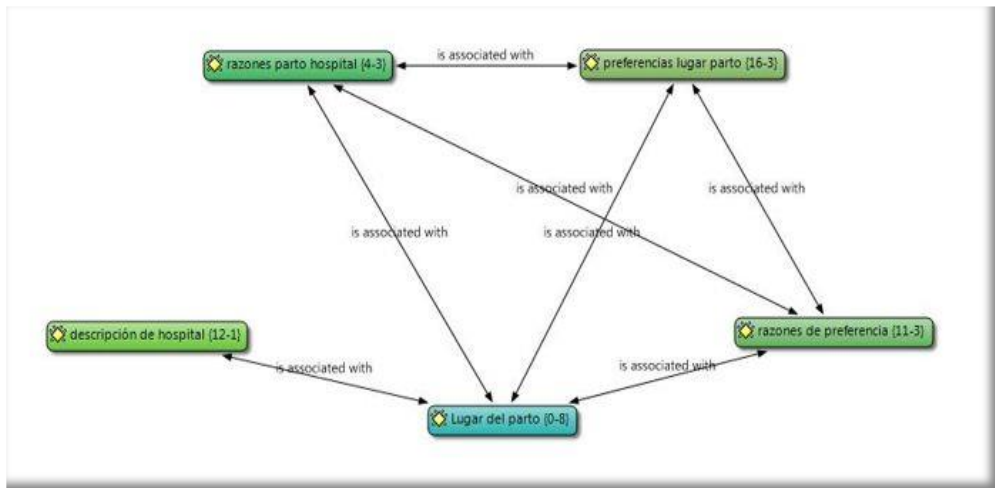 is associated with
razones parto hospital {4-3}
preferencias lugar parto {16-3}
is associated with
is associated with
is associated with
is associated with
descripción de hospital {12-1}
razones de preferencia {11-3}
is associated with
is associated with
Lugar del parto {0-8}